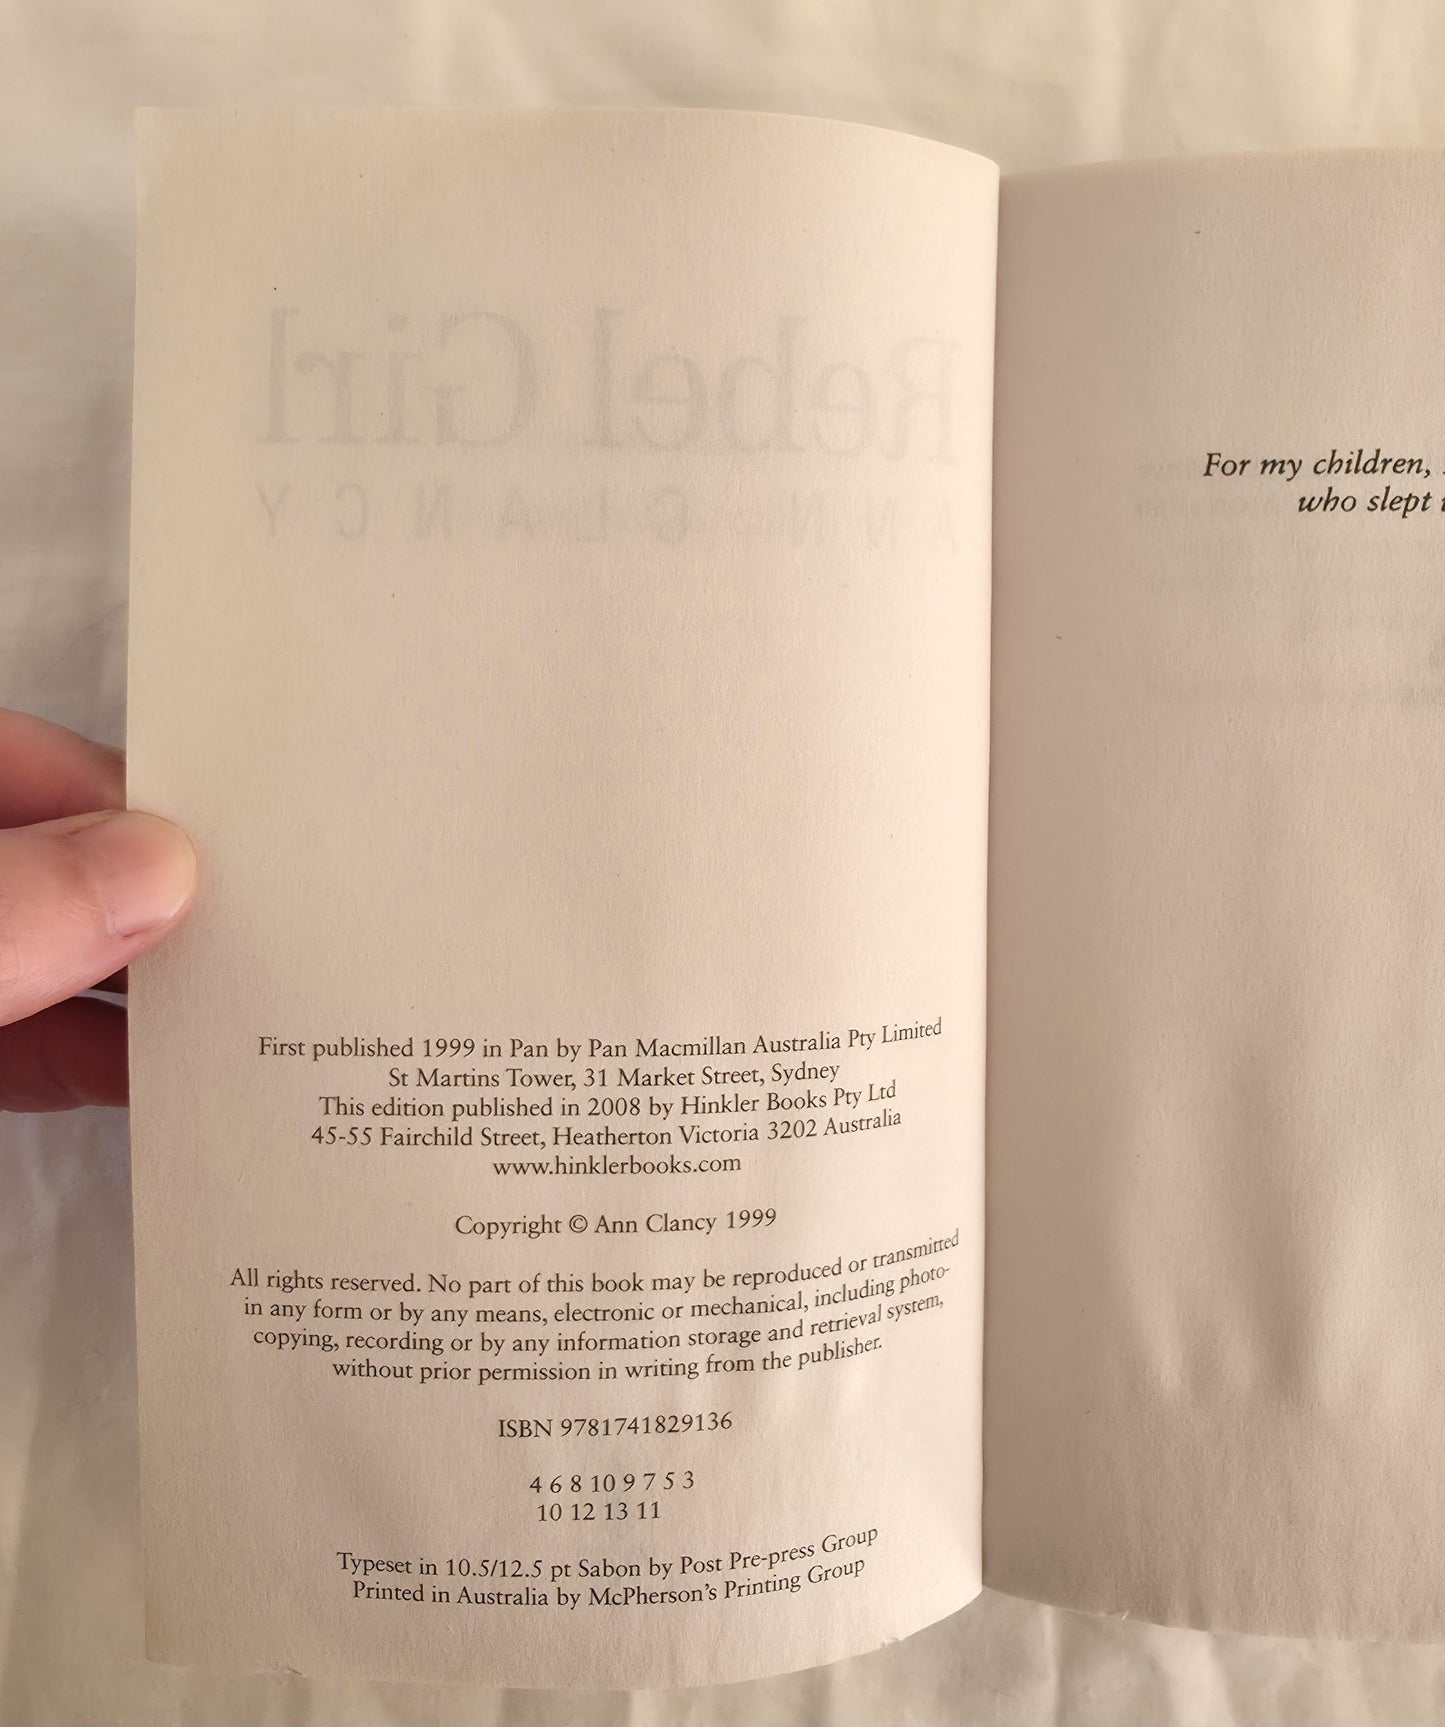 Rebel Girl
ANN CLANCY
First published 1999 in Pan by Pan Macmillan Australia Pty Limited
St Martins Tower, 31 Market Street, Sydney
This edition published in 2008 by Hinkler Books Pty Ltd
45-55 Fairchild Street, Heatherton Victoria 3202 Australia
www.hinklerbooks.com
Copyright © Ann Clancy 1999
All rights reserved. No part of this book may be reproduced or transmitted
in any form or by any means, electronic or mechanical, including photo-
copying, recording or by any information storage and retrieval system,
without prior permission in writing from the publisher.
ISBN 9781741829136
4 6 8 10 9 7 5 3
10 12 13 11
Typeset in 10.5/12.5 pt Sabon by Post Pre-press Group
Printed in Australia by McPherson's Printing Group
For my children,
who slept